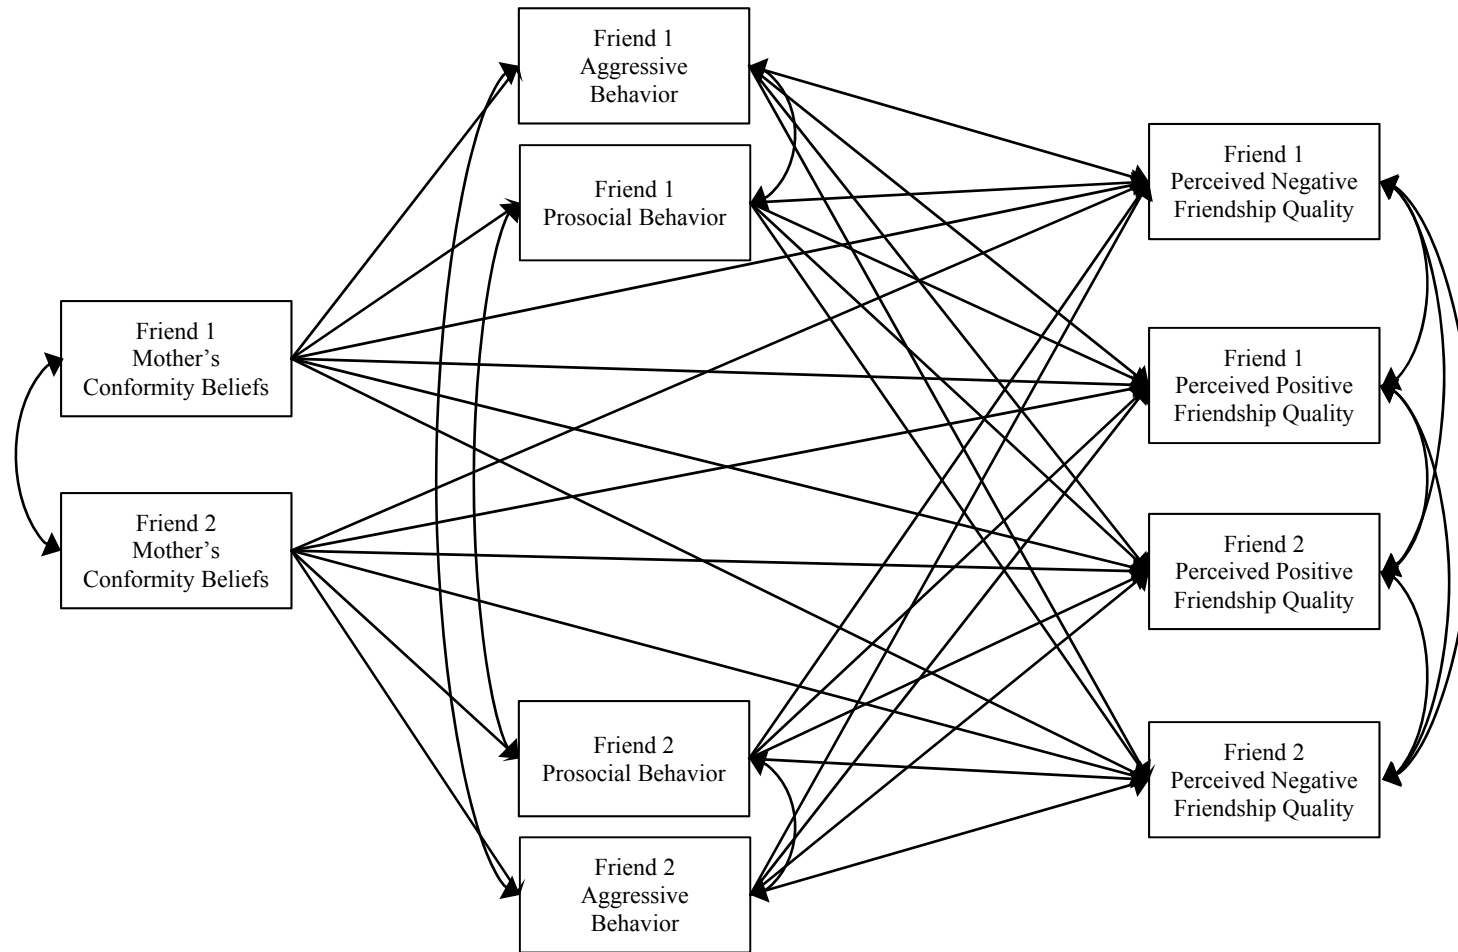 Friend 1
Aggressive
Behavior
Friend 1
Prosocial Behavior
Friend 1
Perceived Negative
Friendship Quality
Friend 1
Mother’s
Conformity Beliefs
Friend 1
Perceived Positive
Friendship Quality
Friend 2
Mother’s
Conformity Beliefs
Friend 2
Perceived Positive
Friendship Quality
Friend 2
Prosocial Behavior
Friend 2
Perceived Negative
Friendship Quality
Friend 2
Aggressive
Behavior